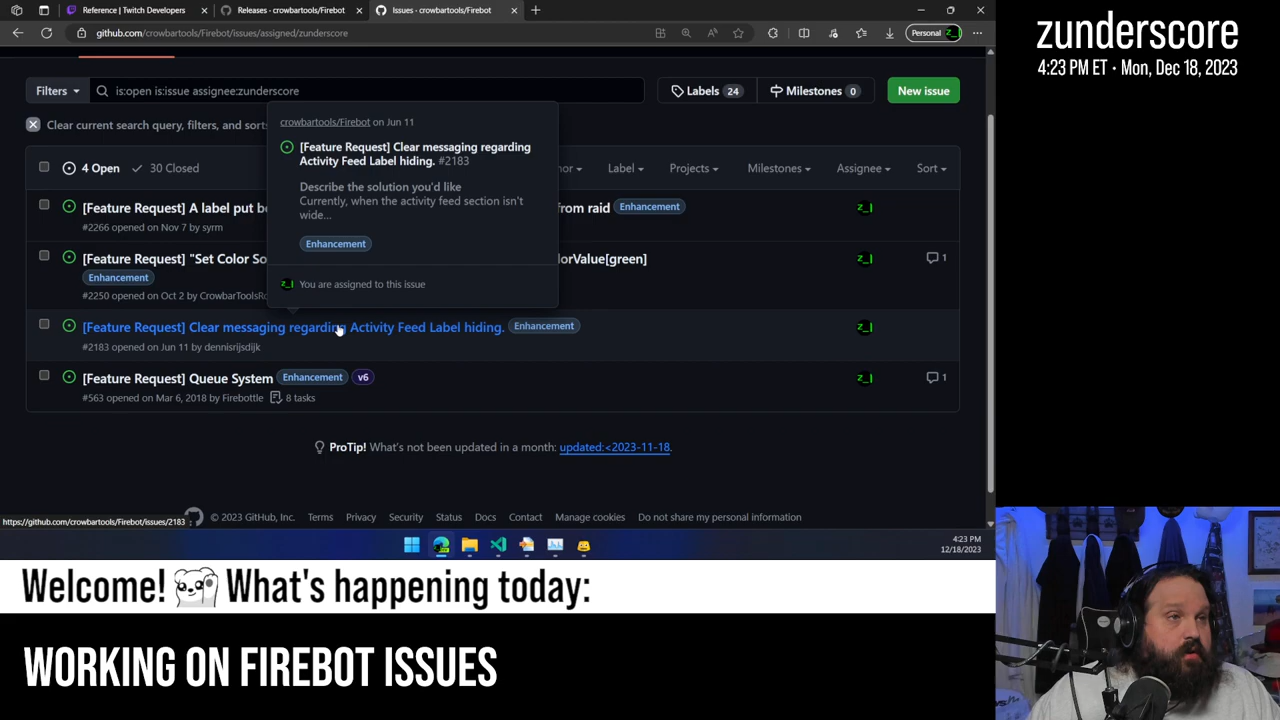 Reference | Twitch Developers
Releases - crowbartools/Firebot
Issues - crowbartools/Firebot
github.com/crowbartools/Firebot/issues/assigned/zunderscore
Personal
Filters
is:open is:issue assignee:zunderscore
Labels 24
Milestones 0
New issue
Clear current search query, filters, and sorts
4 Open
30 Closed
Label
Projects
Milestones
Assignee
Sort
[Feature Request] A label put be
from raid
Enhancement
#2266 opened on Nov 7 by syrm
[Feature Request] "Set Color So
lorValue[green]
1
Enhancement
#2250 opened on Oct 2 by CrowbarToolsRo
crowbartools/Firebot on Jun 11
[Feature Request] Clear messaging regarding
Activity Feed Label hiding. #2183
Describe the solution you'd like
Currently, when the activity feed section isn't
wide...
Enhancement
You are assigned to this issue
[Feature Request] Clear messaging regarding Activity Feed Label hiding.
Enhancement
#2183 opened on Jun 11 by dennisrijsdijk
[Feature Request] Queue System
Enhancement
v6
1
#563 opened on Mar 6, 2018 by Firebottle
8 tasks
ProTip! What's not been updated in a month: updated:<2023-11-18.
https://github.com/crowbartools/Firebot/issues/2183
© 2023 GitHub, Inc.
Terms
Privacy
Security
Status
Docs
Contact
Manage cookies
Do not share my personal information
4:23 PM
12/18/2023
zunderscore
4:23 PM ET • Mon, Dec 18, 2023
Welcome! What's happening today:
WORKING ON FIREBOT ISSUES